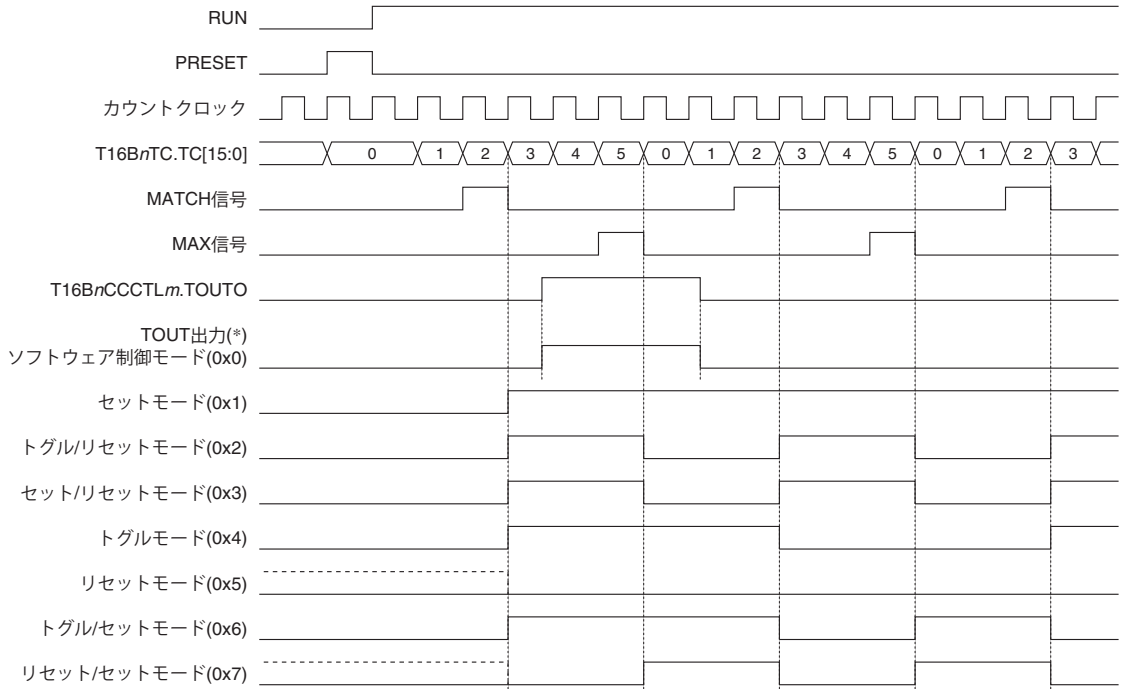 RUN
PRESET
カウントクロック
T16BnTC.TC[15:0] 0 1 2 3 4 5 0 1 2 3 4 5 0 1 2 3
MATCH信号
MAX信号
T16BnCCCTLm.TOUTO
TOUT出力(*)
ソフトウェア制御モード(0x0)
セットモード(0x1)
トグル/リセットモード(0x2)
セット/リセットモード(0x3)
トグルモード(0x4)
リセットモード(0x5)
トグル/セットモード(0x6)
リセット/セットモード(0x7)